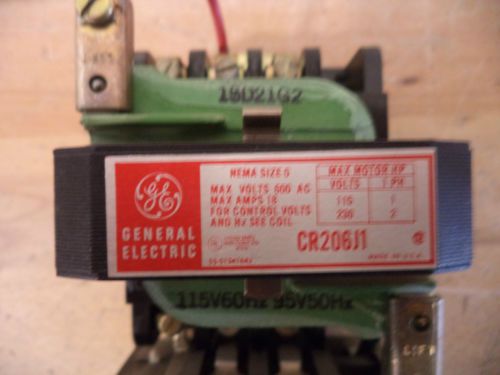 15D21G2
NEMA SIZE 0
MAX VOLTS 600 AC
MAX AMPS 18
FOR CONTROL VOLTS
AND Hz SEE COIL
MAX MOTOR HP
VOLTS 1 PH
115 1
230 2
GE
GENERAL
ELECTRIC
CR206J1
MADE IN U.S.A.
115V60Hz 95V50Hz